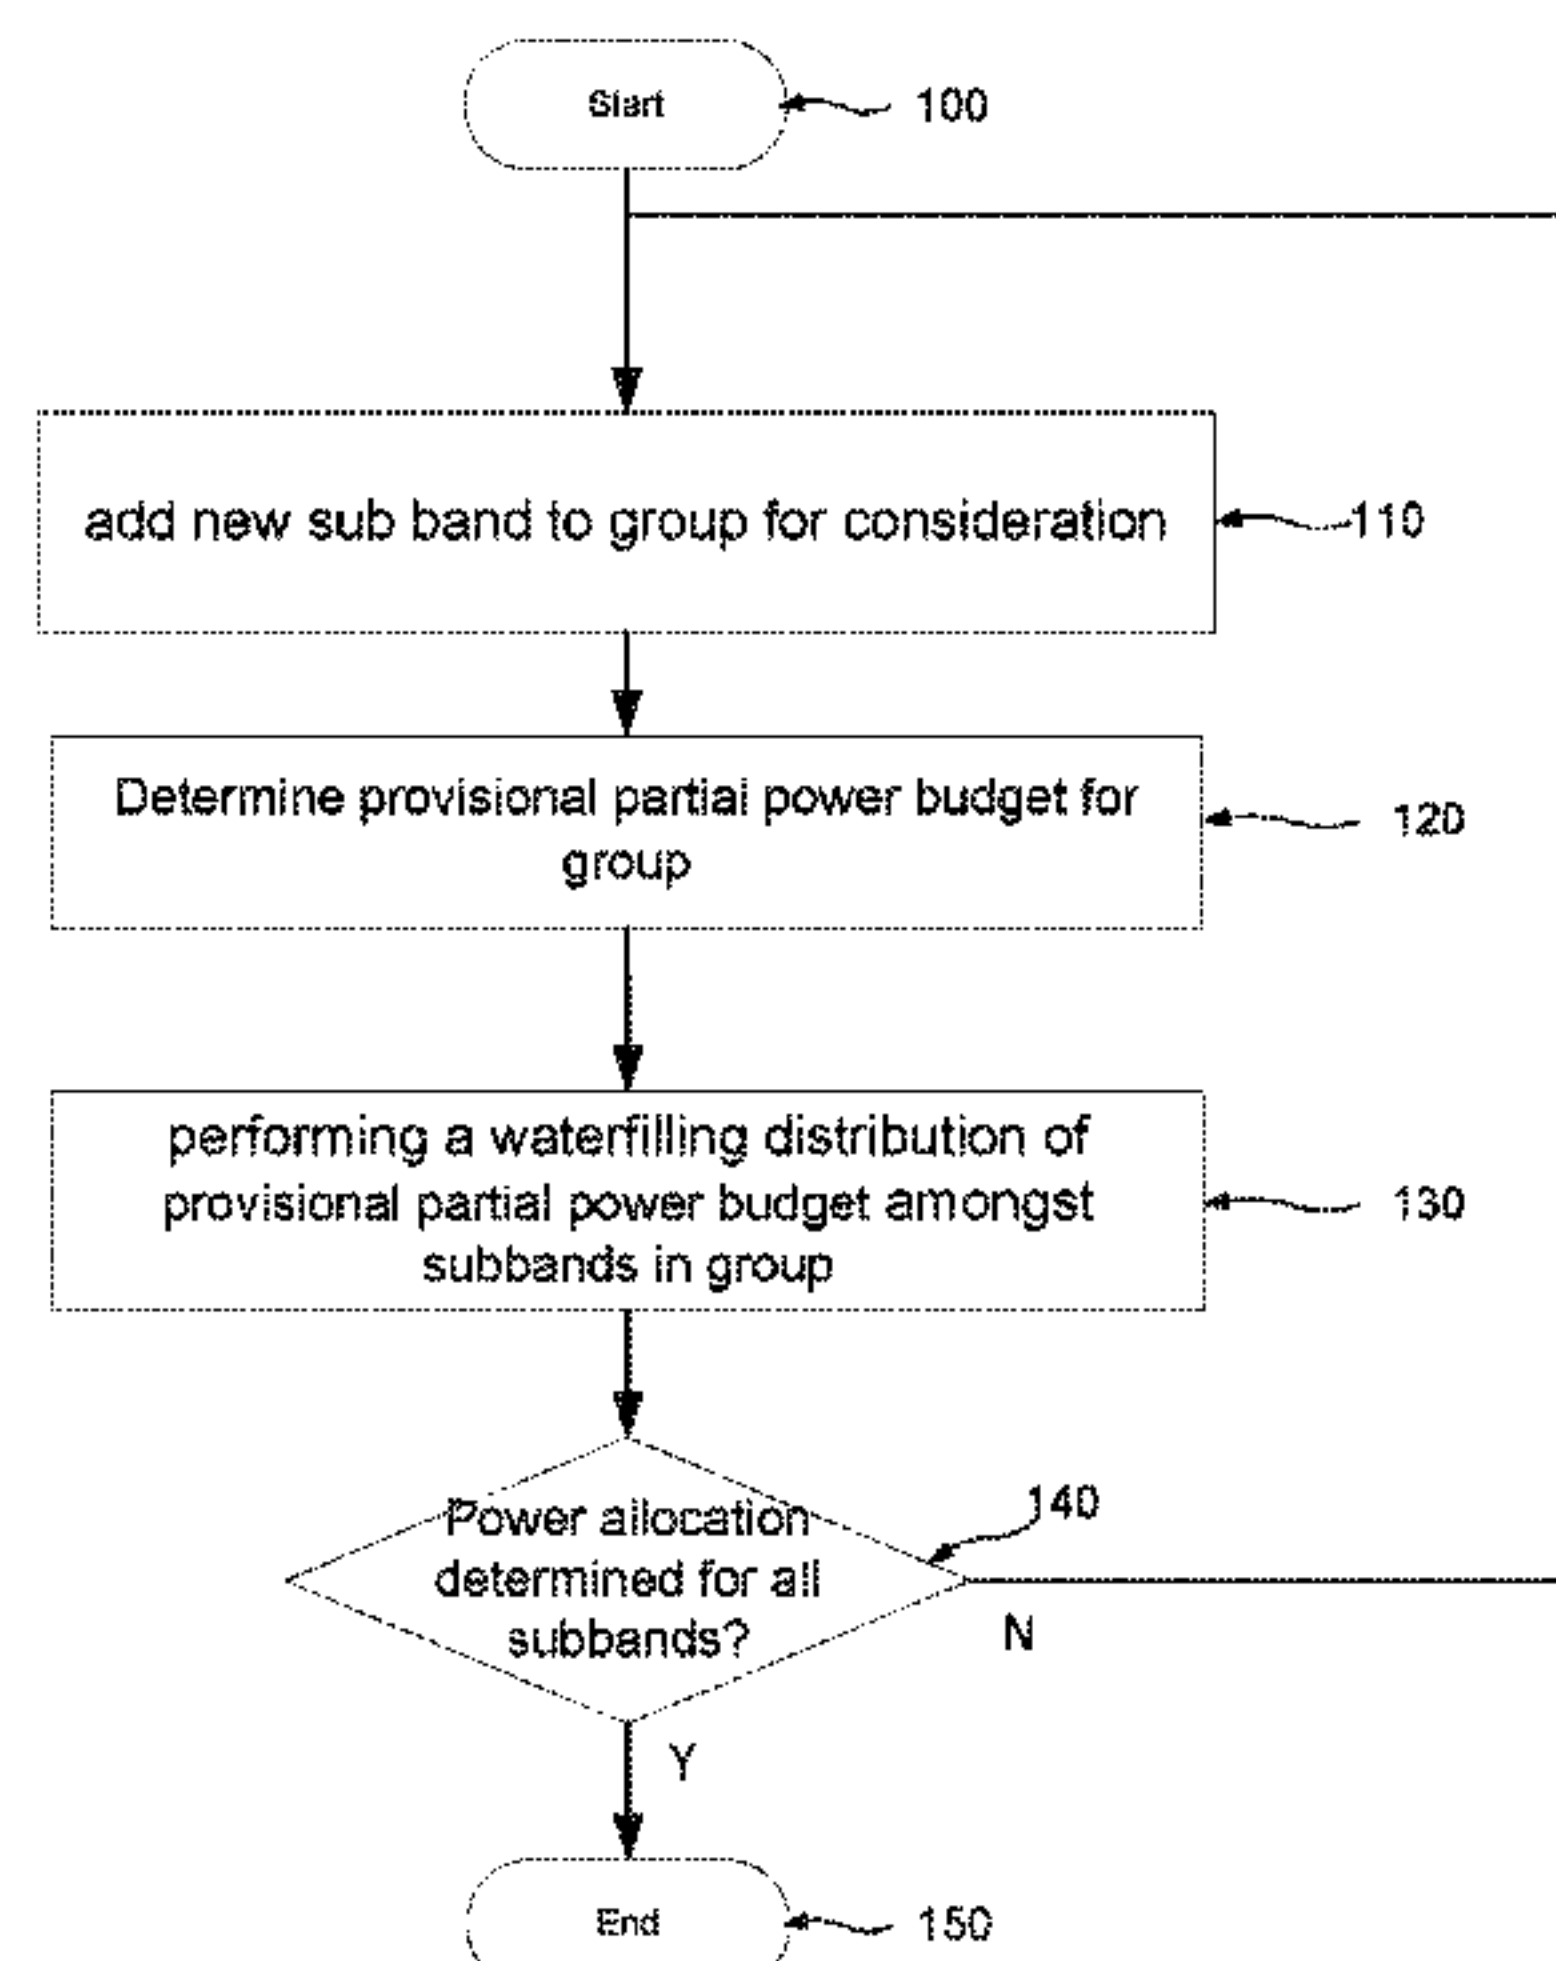 Start
100
add new sub band to group for consideration
110
Determine provisional partial power budget for
group
120
performing a waterfilling distribution of
provisional partial power budget amongst
subbands in group
130
Power allocation
determined for all
subbands?
140
N
Y
End
150